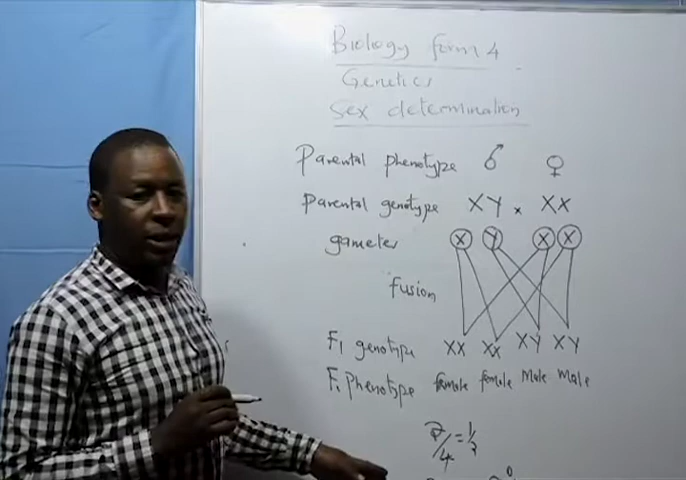 Biology form 4
Genetics
Sex determination
Parental phenotype ♂ ♀
Parental genotype XY x XX
gametes X Y X X
fusion
F1 genotype XX XX XY XY
F1 phenotype female female Male Male
2/4 = 1/2